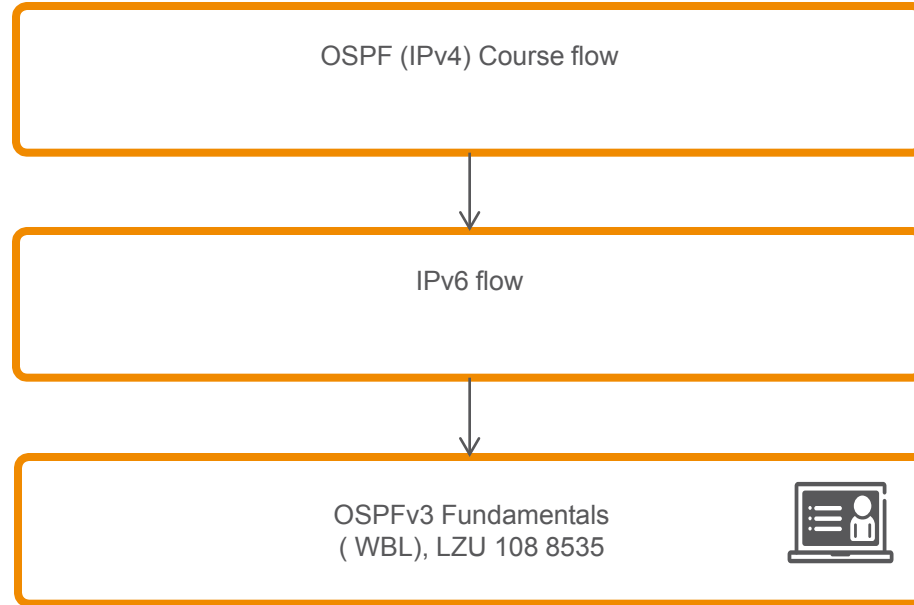 OSPF (IPv4) Course flow
IPv6 flow
OSPFv3 Fundamentals
( WBL), LZU 108 8535